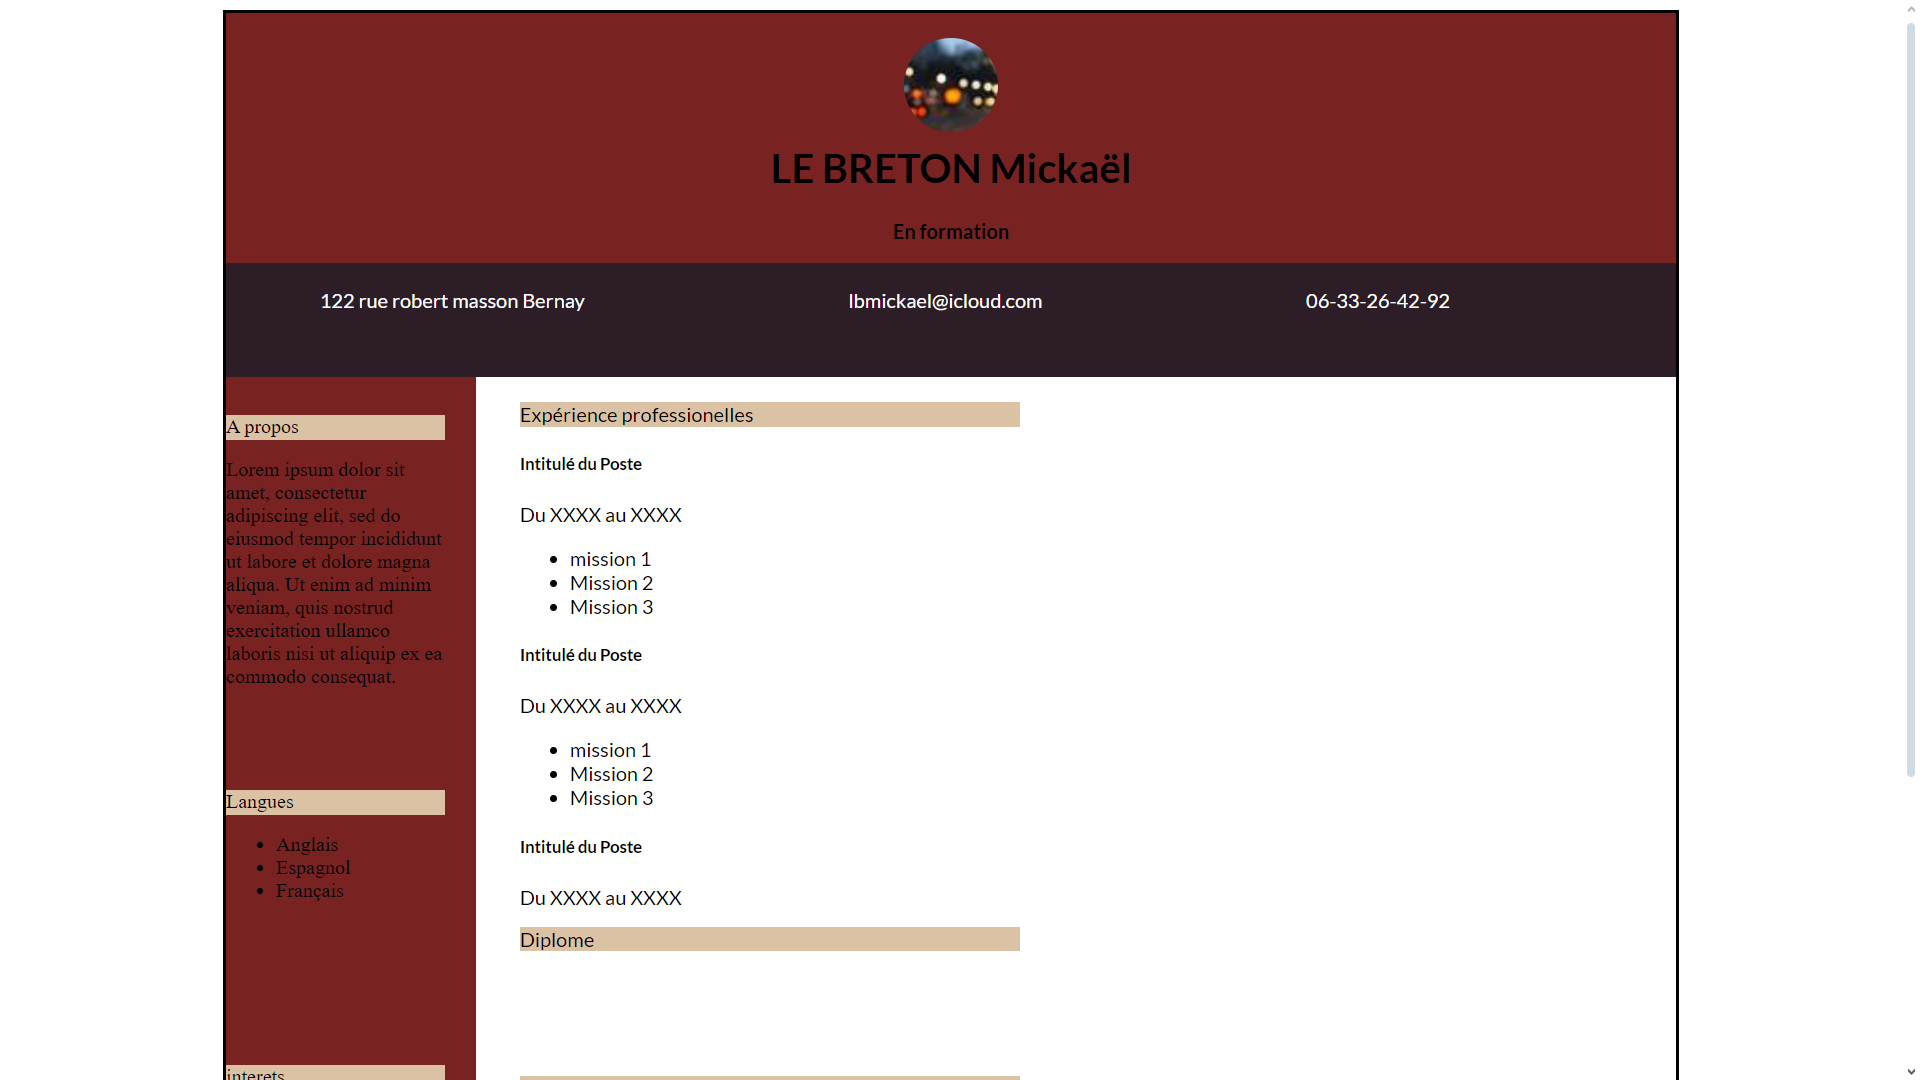 LE BRETON Mickaël
En formation
122 rue robert masson Bernay
lbmickael@icloud.com
06-33-26-42-92
A propos
Lorem ipsum dolor sit
amet, consectetur
adipiscing elit, sed do
eiusmod tempor incididunt
ut labore et dolore magna
aliqua. Ut enim ad minim
veniam, quis nostrud
exercitation ullamco
laboris nisi ut aliquip ex ea
commodo consequat.
Langues
Anglais
Espagnol
Français
interets
Expérience professionelles
Intitulé du Poste
Du XXXX au XXXX
mission 1
Mission 2
Mission 3
Intitulé du Poste
Du XXXX au XXXX
mission 1
Mission 2
Mission 3
Intitulé du Poste
Du XXXX au XXXX
Diplome